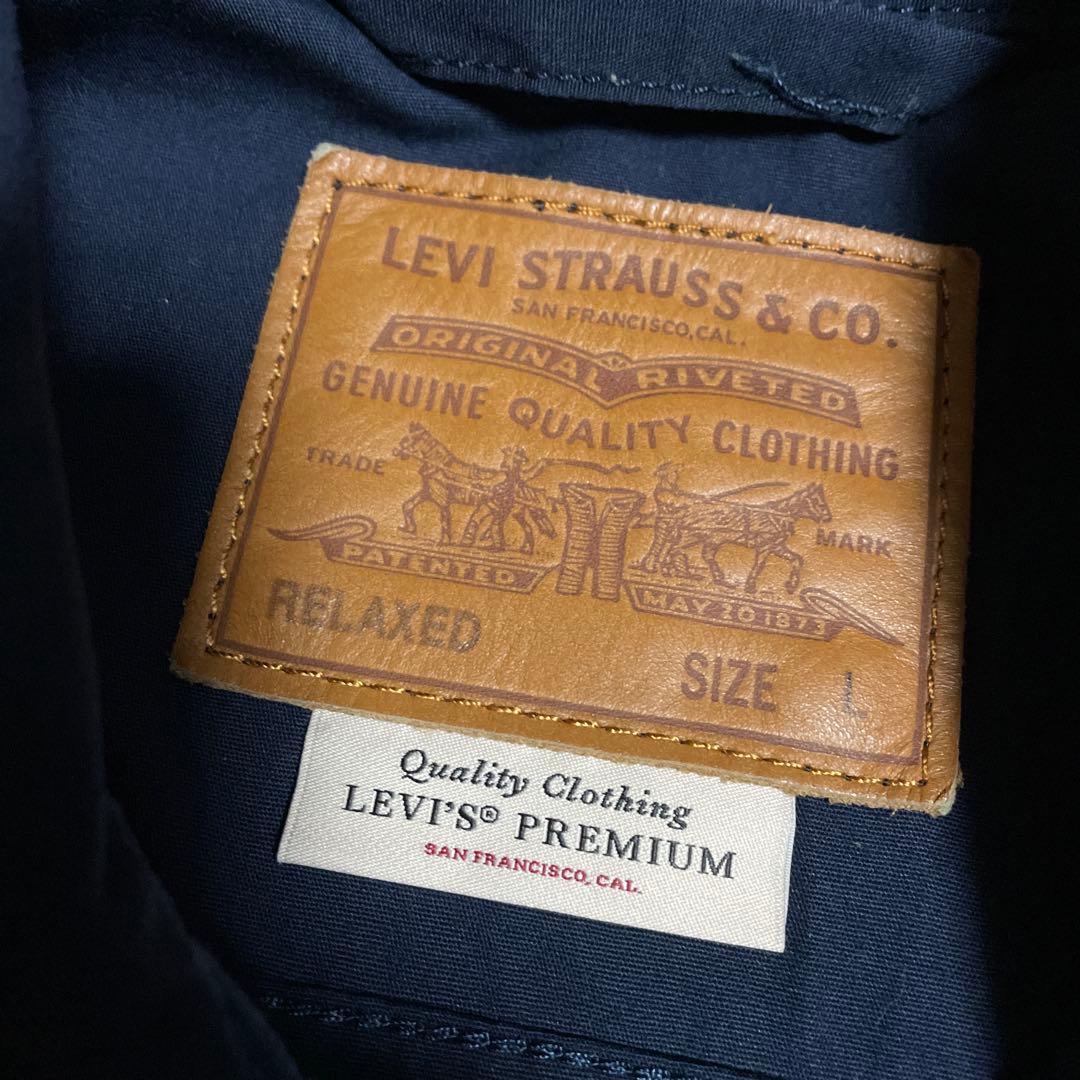 LEVI STRAUSS & CO.
SAN FRANCISCO, CAL.
ORIGINAL RIVETED
GENUINE QUALITY CLOTHING
TRADE MARK
PATENTED MAY 20 1873
RELAXED
SIZE L
Quality Clothing
LEVI'S® PREMIUM
SAN FRANCISCO, CAL.